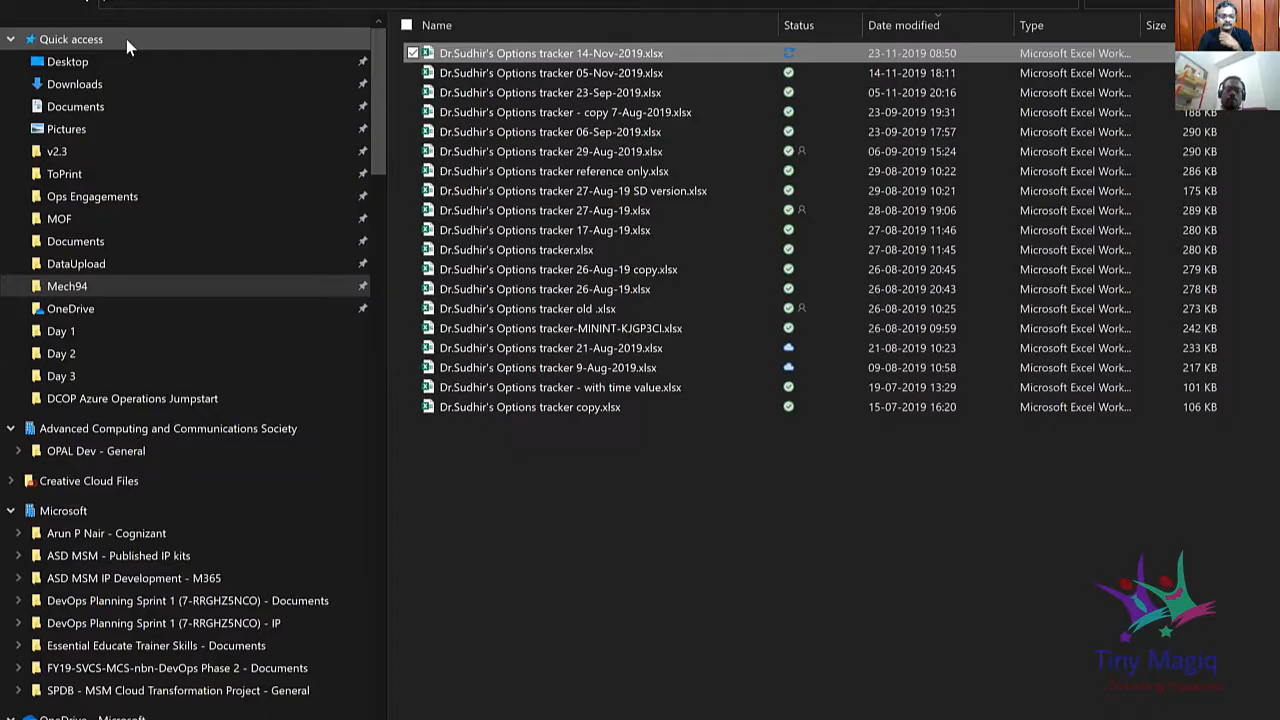 Name Status Date modified Type Size
Quick access
Desktop
Downloads
Documents
Pictures
v2.3
ToPrint
Ops Engagements
MOF
Documents
DataUpload
Mech94
OneDrive
Day 1
Day 2
Day 3
DCOP Azure Operations Jumpstart
Advanced Computing and Communications Society
OPAL Dev - General
Creative Cloud Files
Microsoft
Arun P Nair - Cognizant
ASD MSM - Published IP kits
ASD MSM IP Development - M365
DevOps Planning Sprint 1 (7-RRGHZ5NCO) - Documents
DevOps Planning Sprint 1 (7-RRGHZ5NCO) - IP
Essential Educate Trainer Skills - Documents
FY19-SVCS-MCS-nbn-DevOps Phase 2 - Documents
SPDB - MSM Cloud Transformation Project - General
OneDrive - Microsoft
Dr.Sudhir's Options tracker 14-Nov-2019.xlsx 23-11-2019 08:50 Microsoft Excel Work...
Dr.Sudhir's Options tracker 05-Nov-2019.xlsx 14-11-2019 18:11 Microsoft Excel Work...
Dr.Sudhir's Options tracker 23-Sep-2019.xlsx 05-11-2019 20:16 Microsoft Excel Work...
Dr.Sudhir's Options tracker - copy 7-Aug-2019.xlsx 23-09-2019 19:31 Microsoft Excel Work... 188 KB
Dr.Sudhir's Options tracker 06-Sep-2019.xlsx 23-09-2019 17:57 Microsoft Excel Work... 290 KB
Dr.Sudhir's Options tracker 29-Aug-2019.xlsx 06-09-2019 15:24 Microsoft Excel Work... 290 KB
Dr.Sudhir's Options tracker reference only.xlsx 29-08-2019 10:22 Microsoft Excel Work... 286 KB
Dr.Sudhir's Options tracker 27-Aug-19 SD version.xlsx 29-08-2019 10:21 Microsoft Excel Work... 175 KB
Dr.Sudhir's Options tracker 27-Aug-19.xlsx 28-08-2019 19:06 Microsoft Excel Work... 289 KB
Dr.Sudhir's Options tracker 17-Aug-19.xlsx 27-08-2019 11:46 Microsoft Excel Work... 280 KB
Dr.Sudhir's Options tracker.xlsx 27-08-2019 11:45 Microsoft Excel Work... 280 KB
Dr.Sudhir's Options tracker 26-Aug-19 copy.xlsx 26-08-2019 20:45 Microsoft Excel Work... 279 KB
Dr.Sudhir's Options tracker 26-Aug-19.xlsx 26-08-2019 20:43 Microsoft Excel Work... 278 KB
Dr.Sudhir's Options tracker old .xlsx 26-08-2019 10:25 Microsoft Excel Work... 273 KB
Dr.Sudhir's Options tracker-MININT-KJGP3CI.xlsx 26-08-2019 09:59 Microsoft Excel Work... 242 KB
Dr.Sudhir's Options tracker 21-Aug-2019.xlsx 21-08-2019 10:23 Microsoft Excel Work... 233 KB
Dr.Sudhir's Options tracker 9-Aug-2019.xlsx 09-08-2019 10:58 Microsoft Excel Work... 217 KB
Dr.Sudhir's Options tracker - with time value.xlsx 19-07-2019 13:29 Microsoft Excel Work... 101 KB
Dr.Sudhir's Options tracker copy.xlsx 15-07-2019 16:20 Microsoft Excel Work... 106 KB
Tiny Magiq